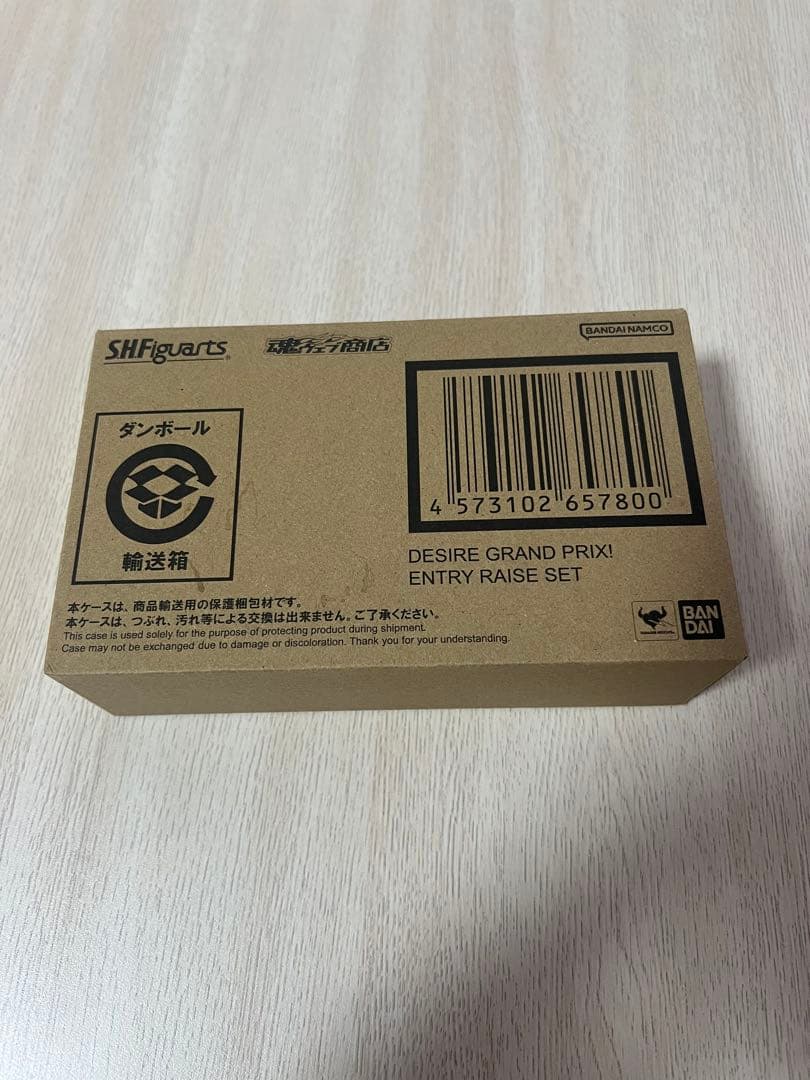 S.H.Figuarts®
魂ウェブ商店
BANDAI NAMCO
ダンボール
輸送箱
4 573102 657800
DESIRE GRAND PRIX!
ENTRY RAISE SET
本ケースは、商品輸送用の保護梱包材です。
本ケースは、つぶれ、汚れ等による交換は出来ません。ご了承ください。
This case is used solely for the purpose of protecting product during shipment.
Case may not be exchanged due to damage or discoloration. Thank you for your understanding.
BAN
DAI